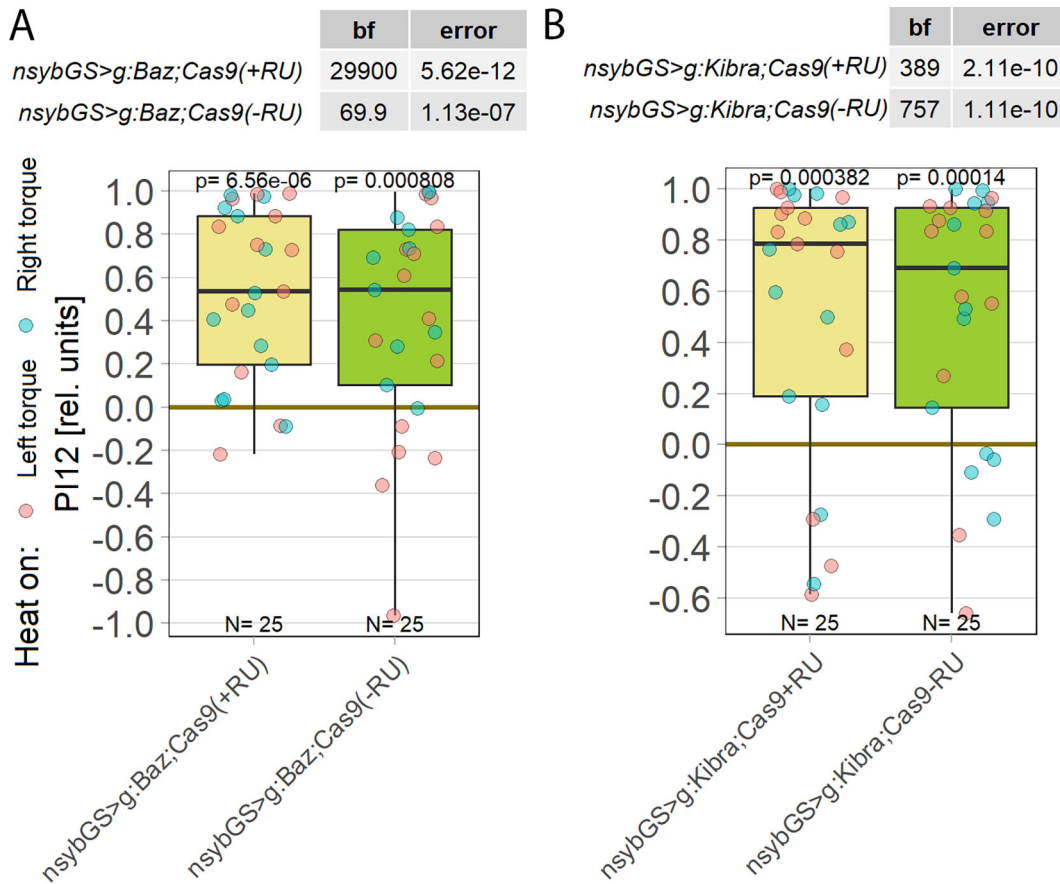 A
bf error
nsybGS>g:Baz;Cas9(+RU) 29900 5.62e-12
nsybGS>g:Baz;Cas9(-RU) 69.9 1.13e-07
Heat on: Left torque Right torque
PI12 [rel. units]
p= 6.56e-06 p= 0.000808
1.0
0.8
0.6
0.4
0.2
0.0
-0.2
-0.4
-0.6
-0.8
-1.0
N= 25 N= 25
nsybGS>g:Baz;Cas9(+RU)
nsybGS>g:Baz;Cas9(-RU)
B
bf error
nsybGS>g:Kibra;Cas9(+RU) 389 2.11e-10
nsybGS>g:Kibra;Cas9(-RU) 757 1.11e-10
p= 0.000382 p= 0.00014
1.0
0.8
0.6
0.4
0.2
0.0
-0.2
-0.4
-0.6
N= 25 N= 25
nsybGS>g:Kibra;Cas9+RU
nsybGS>g:Kibra;Cas9-RU